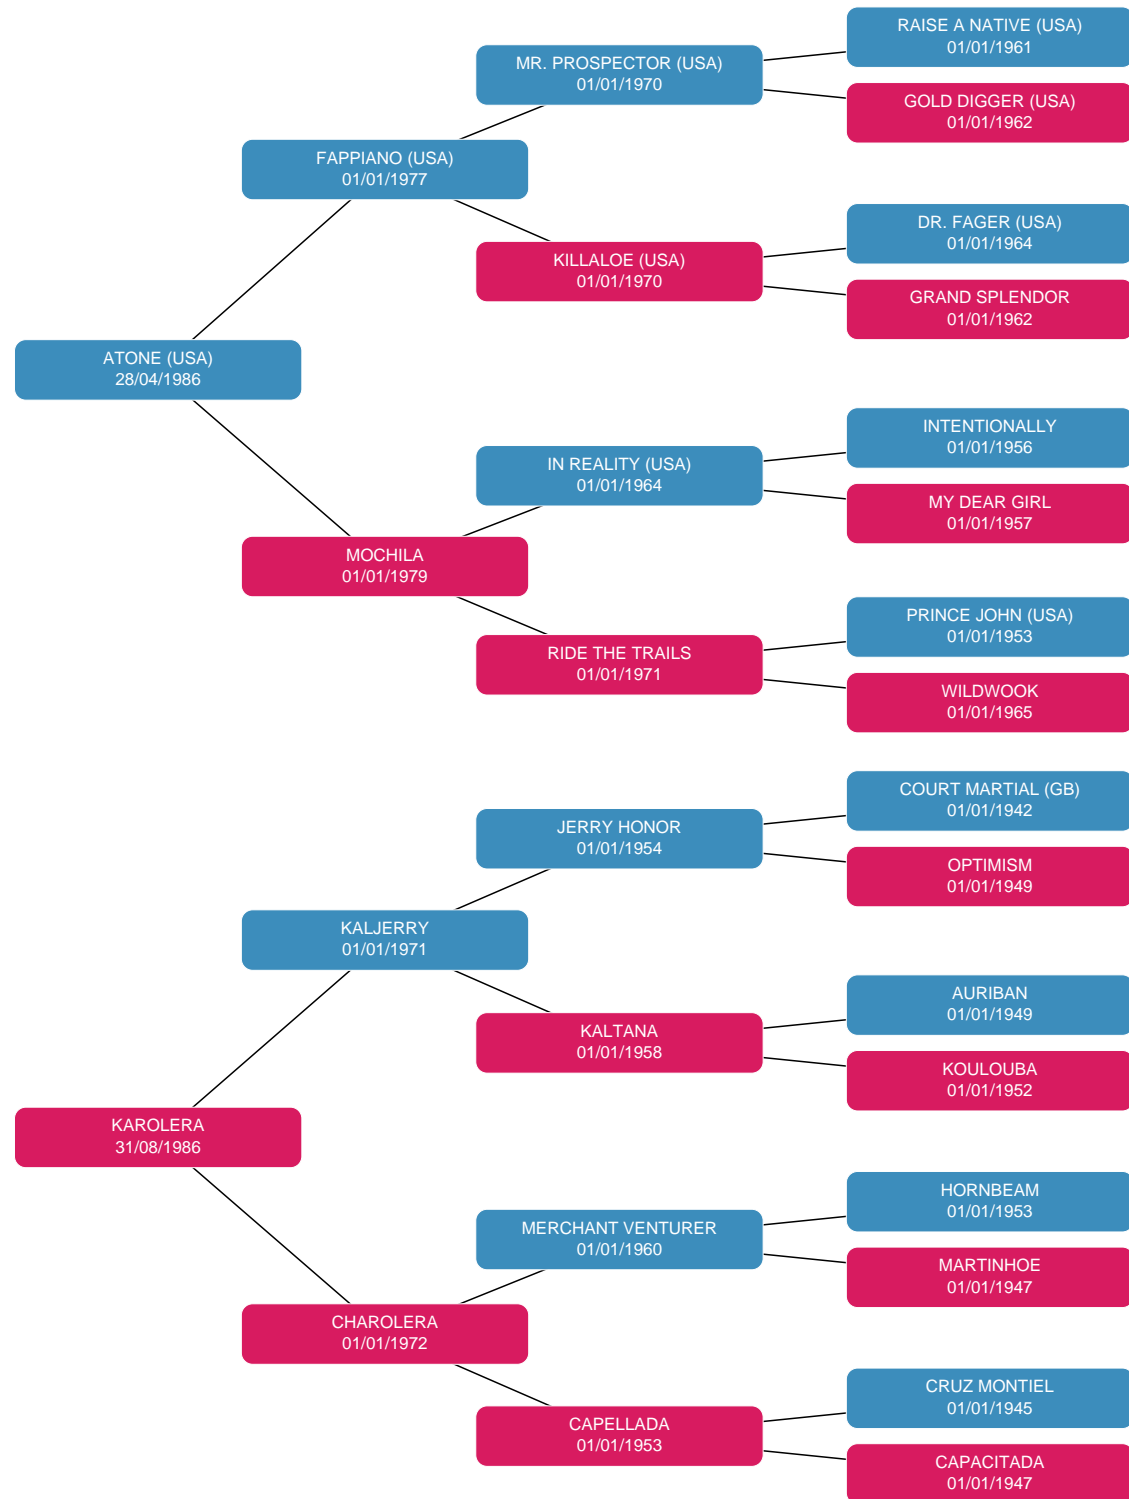 RAISE A NATIVE (USA)
01/01/1961
MR. PROSPECTOR (USA)
01/01/1970
GOLD DIGGER (USA)
01/01/1962
FAPPIANO (USA)
01/01/1977
DR. FAGER (USA)
01/01/1964
KILLALOE (USA)
01/01/1970
GRAND SPLENDOR
01/01/1962
ATONE (USA)
28/04/1986
INTENTIONALLY
01/01/1956
IN REALITY (USA)
01/01/1964
MY DEAR GIRL
01/01/1957
MOCHILA
01/01/1979
PRINCE JOHN (USA)
01/01/1953
RIDE THE TRAILS
01/01/1971
WILDWOOK
01/01/1965
COURT MARTIAL (GB)
01/01/1942
JERRY HONOR
01/01/1954
OPTIMISM
01/01/1949
KALJERRY
01/01/1971
AURIBAN
01/01/1949
KALTANA
01/01/1958
KOULOUBA
01/01/1952
KAROLERA
31/08/1986
HORNBEAM
01/01/1953
MERCHANT VENTURER
01/01/1960
MARTINHOE
01/01/1947
CHAROLERA
01/01/1972
CRUZ MONTIEL
01/01/1945
CAPELLADA
01/01/1953
CAPACITADA
01/01/1947